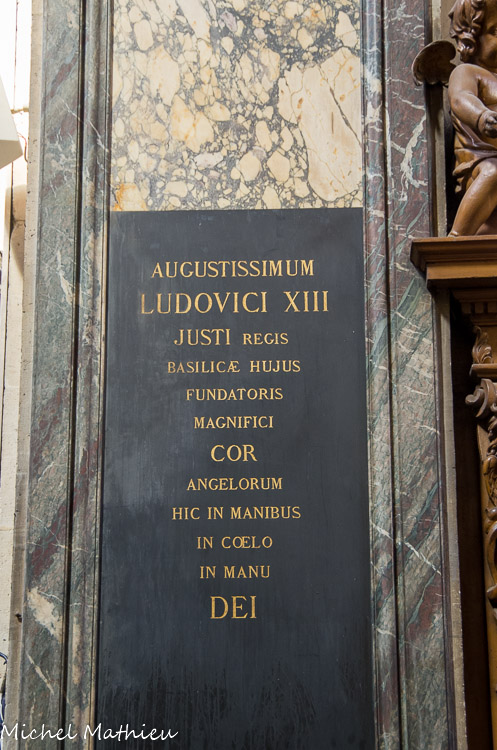 AUGUSTISSIMUM
LUDOVICI XIII
JUSTI REGIS
BASILICÆ HUJUS
FUNDATORIS
MAGNIFICI
COR
ANGELORUM
HIC IN MANIBUS
IN CŒLO
IN MANU
DEI
Michel Mathieu